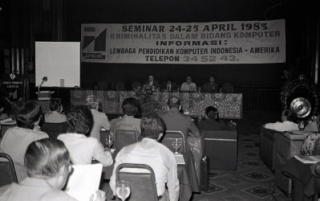 SEMINAR 24-25 APRIL 1985
KRIMINALITAS DALAM BIDANG KOMPUTER
INFORMASI:
LEMBAGA PENDIDIKAN KOMPUTER INDONESIA - AMERIKA
TELEPON 34 52 43.